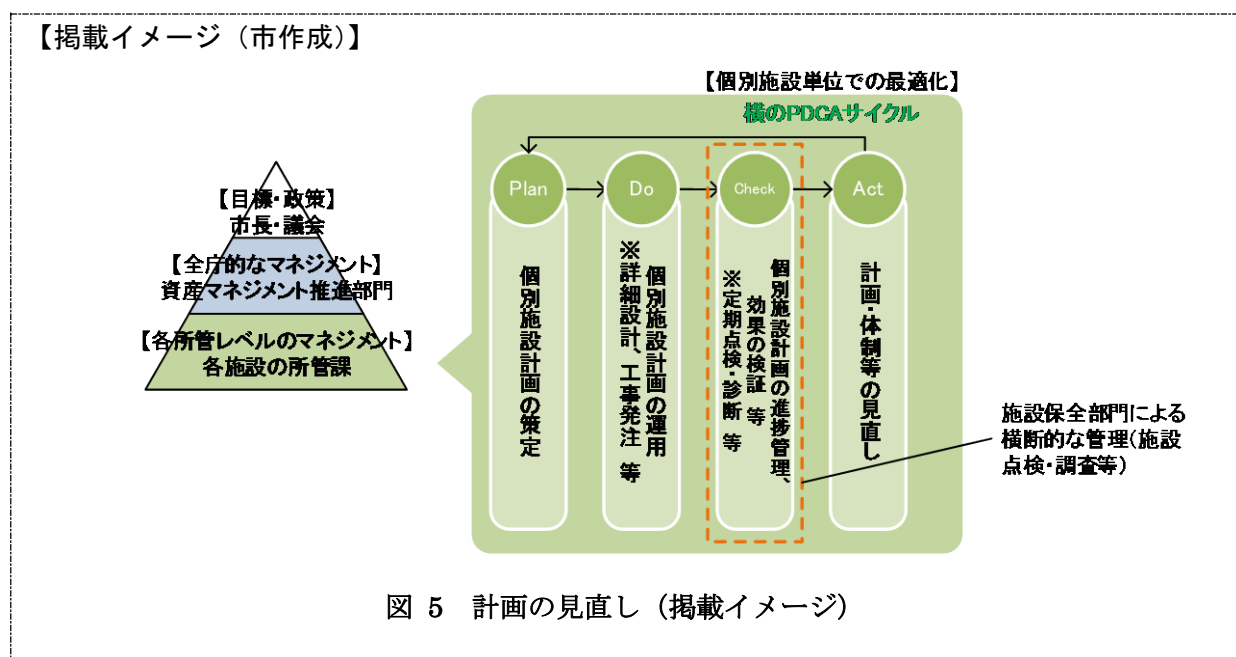 【掲載イメージ（市作成）】
【個別施設単位での最適化】
横のPDCAサイクル
【目標・政策】
市長・議会
【全庁的なマネジメント】
資産マネジメント推進部門
【各所管レベルのマネジメント】
各施設の所管課
Plan
Do
Check
Act
個別施設計画の策定
個別施設計画の運用
※詳細設計、工事発注 等
個別施設計画の進捗管理、
効果の検証 等
※定期点検・診断 等
計画・体制等の見直し
施設保全部門による
横断的な管理(施設
点検・調査等)
図 5 計画の見直し（掲載イメージ）